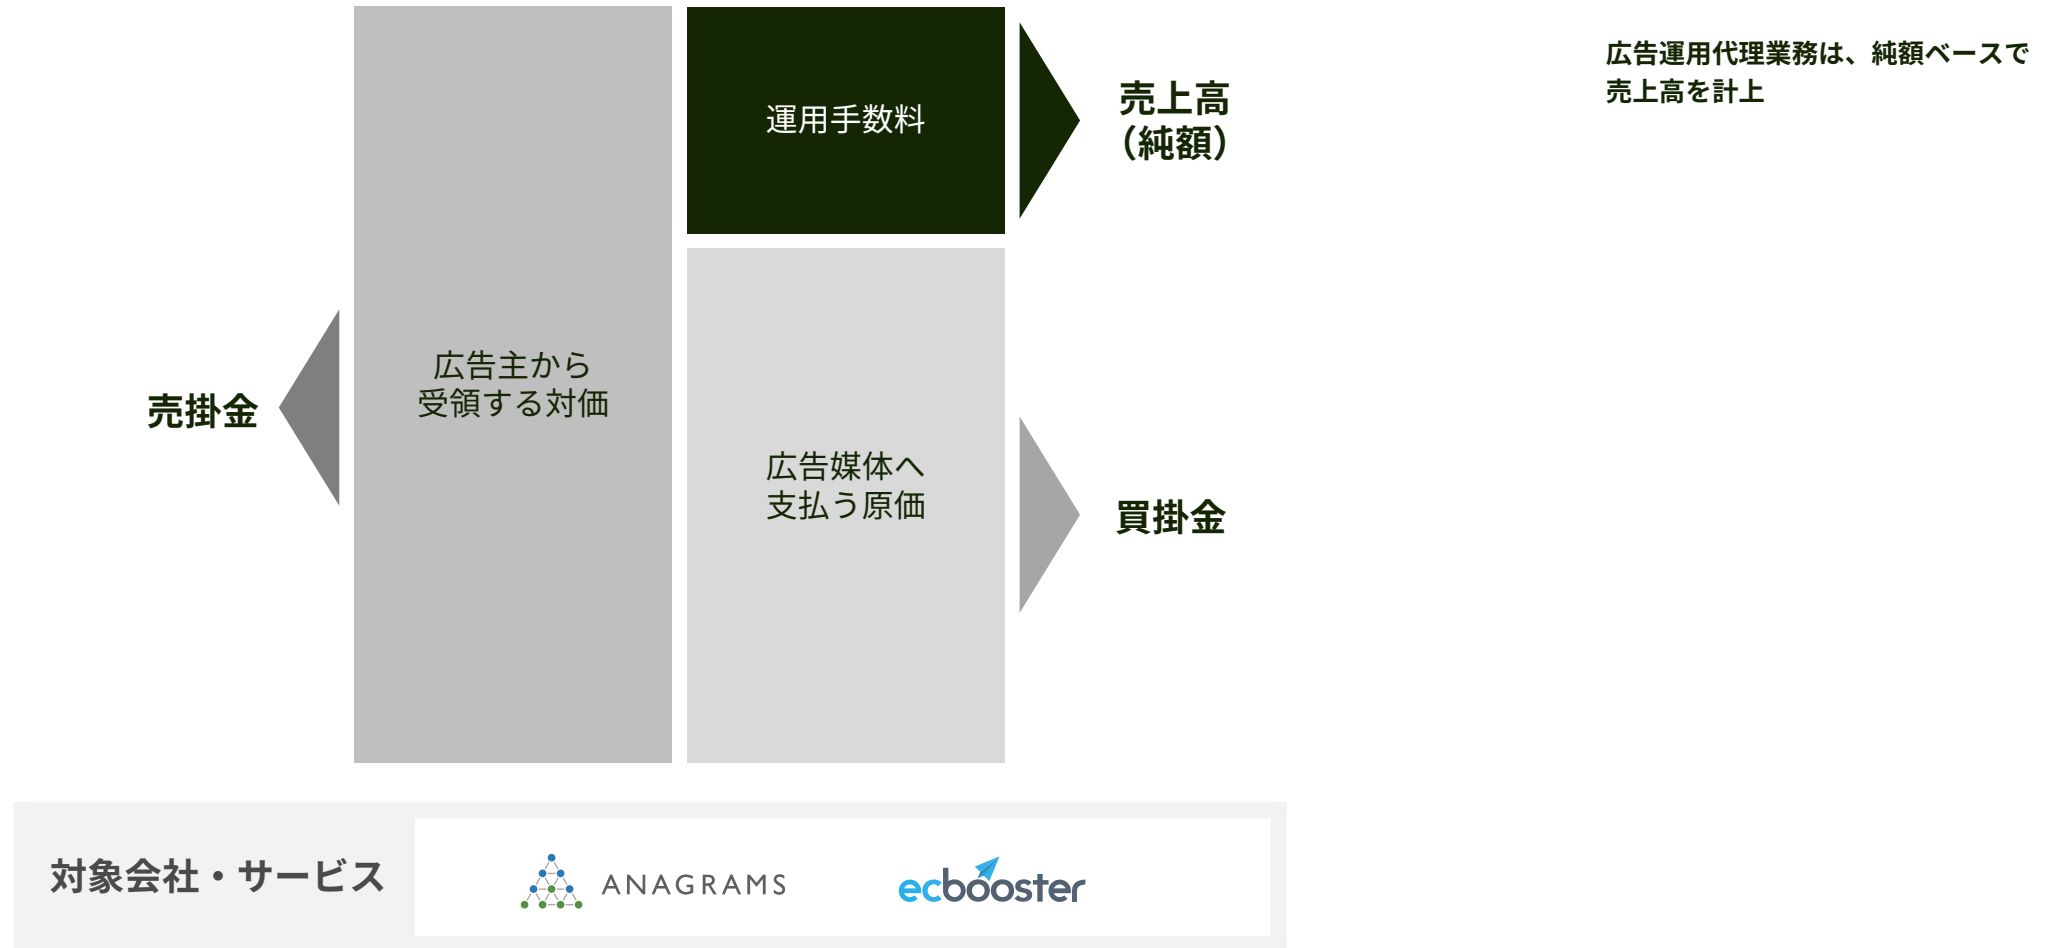 広告運用代理業務は、純額ベースで
売上高を計上
運用手数料
売上高
（純額）
広告主から
受領する対価
売掛金
広告媒体へ
支払う原価
買掛金
対象会社・サービス
ANAGRAMS
ecbooster